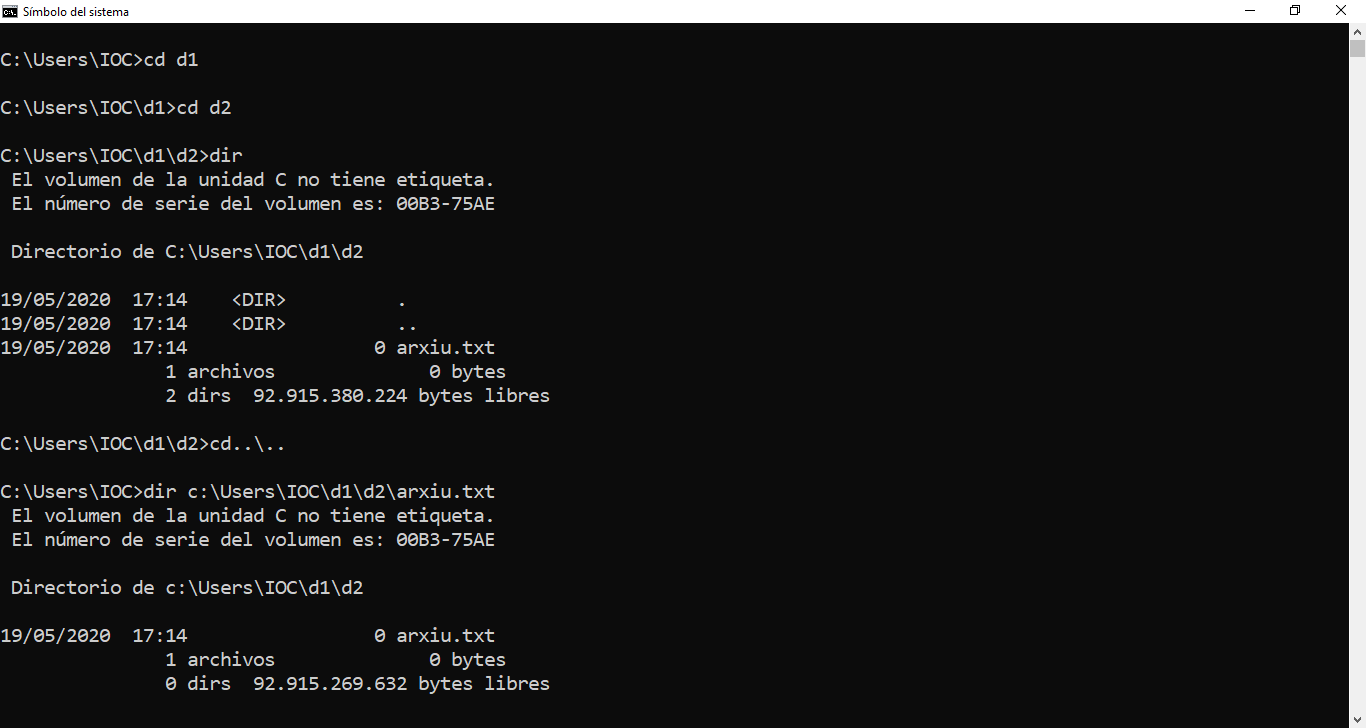 Símbolo del sistema
C:\Users\IOC>cd d1
C:\Users\IOC\d1>cd d2
C:\Users\IOC\d1\d2>dir
 El volumen de la unidad C no tiene etiqueta.
 El número de serie del volumen es: 00B3-75AE
 Directorio de C:\Users\IOC\d1\d2
19/05/2020  17:14    <DIR>          .
19/05/2020  17:14    <DIR>          ..
19/05/2020  17:14                 0 arxiu.txt
               1 archivos              0 bytes
               2 dirs  92.915.380.224 bytes libres
C:\Users\IOC\d1\d2>cd..\..
C:\Users\IOC>dir c:\Users\IOC\d1\d2\arxiu.txt
 El volumen de la unidad C no tiene etiqueta.
 El número de serie del volumen es: 00B3-75AE
 Directorio de c:\Users\IOC\d1\d2
19/05/2020  17:14                 0 arxiu.txt
               1 archivos              0 bytes
               0 dirs  92.915.269.632 bytes libres